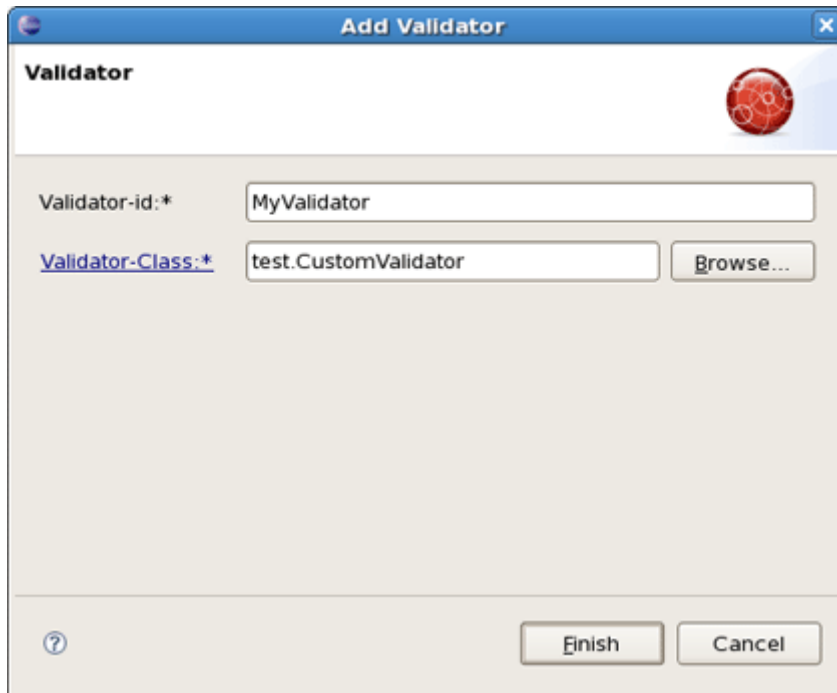 Add Validator
Validator
Validator-id:* MyValidator
Validator-Class:* test.CustomValidator Browse...
Finish Cancel